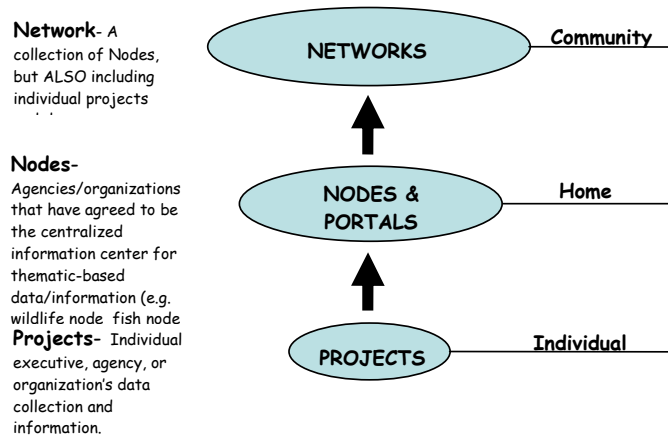 Network- A
collection of Nodes,
but ALSO including
individual projects
NETWORKS
Community
Nodes-
Agencies/organizations
that have agreed to be
the centralized
information center for
thematic-based
data/information (e.g.
wildlife node fish node
NODES &
PORTALS
Home
Projects- Individual
executive, agency, or
organization's data
collection and
information.
PROJECTS
Individual